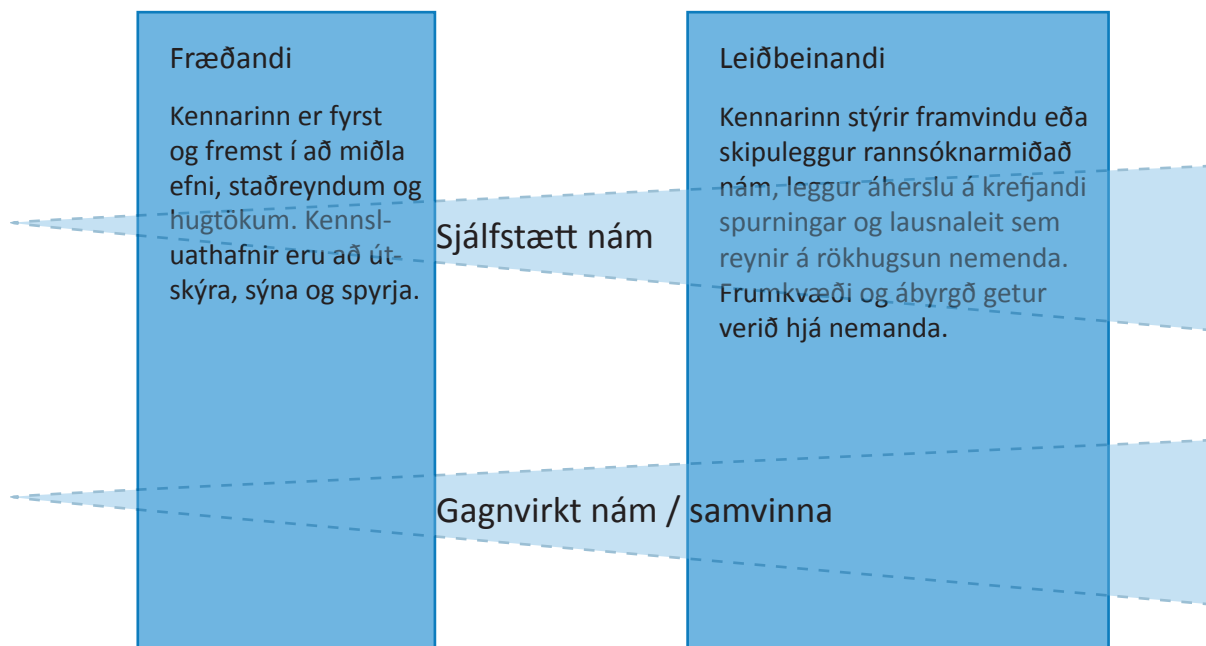 Fræðandi
Kennarinn er fyrst
og fremst í að miðla
efni, staðreyndum og
hugtökum. Kennsl-
uathafnir eru að út-
skýra, sýna og spyrja.
Leiðbeinandi
Kennarinn stýrir framvindu eða
skipuleggur rannsóknarmiðað
nám, leggur áherslu á krefjandi
spurningar og lausnaleit sem
reynir á rökhugsun nemenda.
Frumkvæði og ábyrgð getur
verið hjá nemanda.
Sjálfstætt nám
Gagnvirkt nám / samvinna